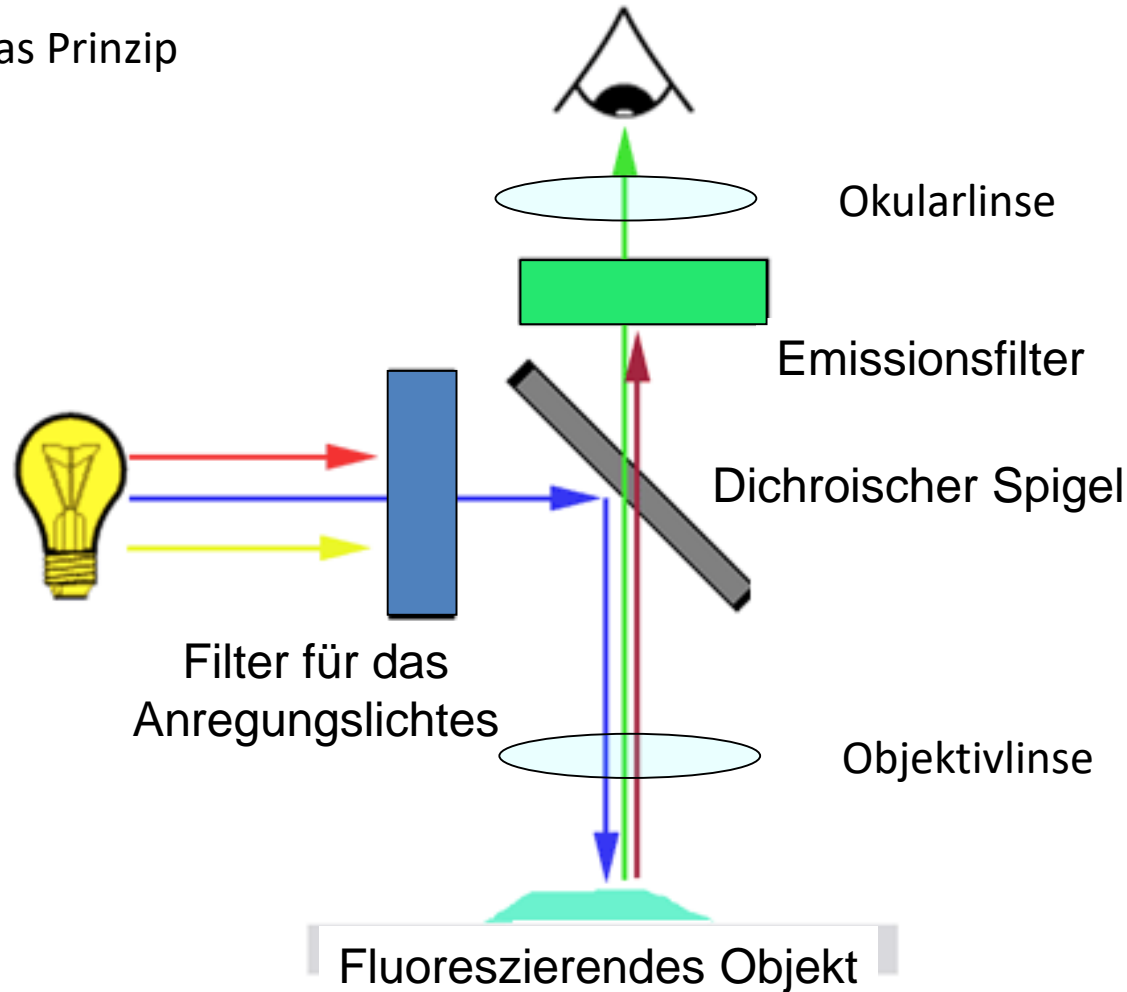 as Prinzip
Okularlinse
Emissionsfilter
Dichroischer Spigel
Filter für das
Anregungslichtes
Objektivlinse
Fluoreszierendes Objekt